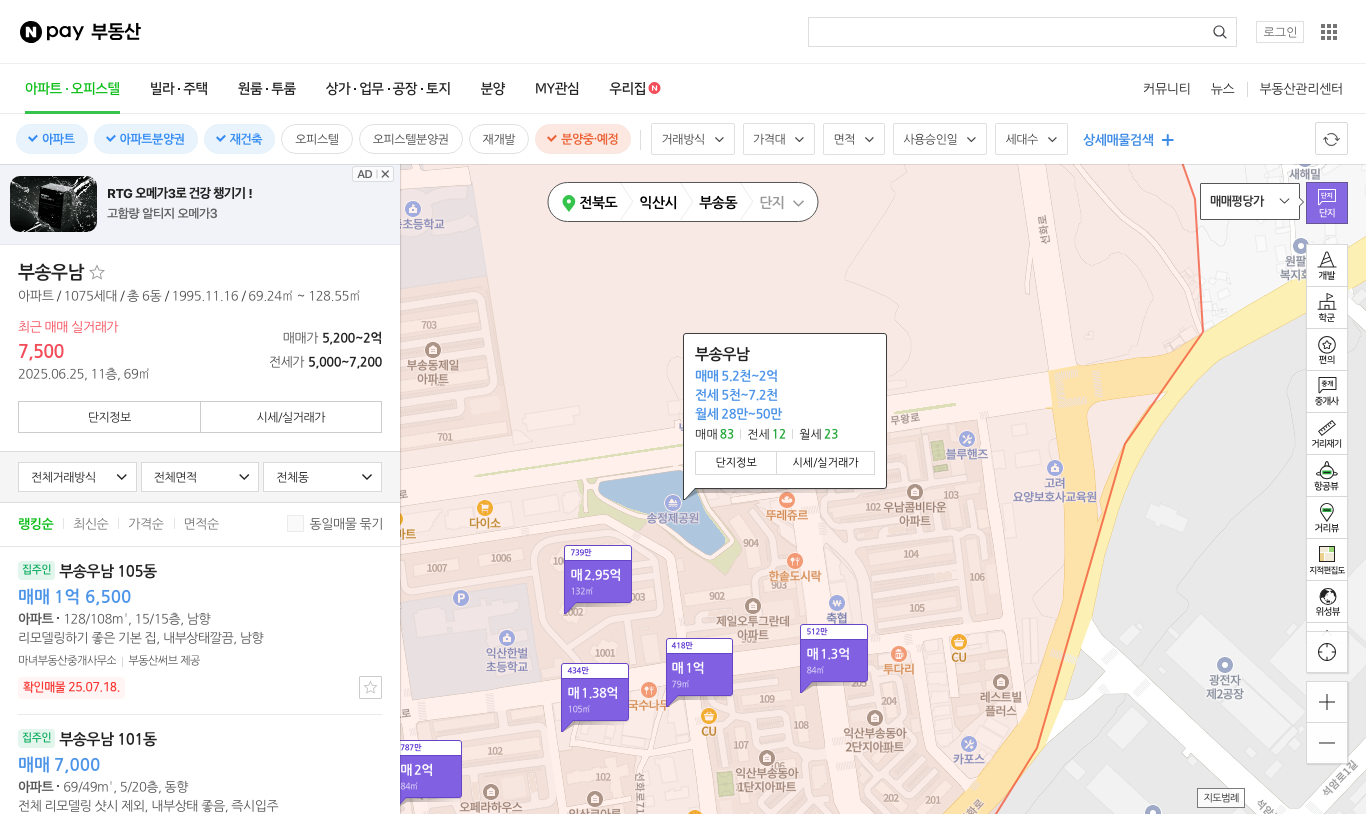 N pay 부동산
로그인
아파트·오피스텔 빌라·주택 원룸·투룸 상가·업무·공장·토지 분양 MY관심 우리집 N
커뮤니티 뉴스 부동산관리센터
아파트 아파트분양권 재건축 오피스텔 오피스텔분양권 재개발 분양중·예정 거래방식 가격대 면적 사용승인일 세대수 상세매물검색
AD
RTG 오메가3로 건강 챙기기 !
고함량 알티지 오메가3
부송우남
아파트 / 1075세대 / 총 6동 / 1995.11.16 / 69.24㎡ ~ 128.55㎡
최근 매매 실거래가
7,500
2025.06.25, 11층, 69㎡
매매가 5,200~2억
전세가 5,000~7,200
단지정보 시세/실거래가
전체거래방식 전체면적 전체동
랭킹순 최신순 가격순 면적순 동일매물 묶기
집주인 부송우남 105동
매매 1억 6,500
아파트 · 128/108㎡, 15/15층, 남향
리모델링하기 좋은 기본 집, 내부상태깔끔, 남향
마녀부동산중개사무소 부동산써브 제공
확인매물 25.07.18.
집주인 부송우남 101동
매매 7,000
아파트 · 69/49㎡, 5/20층, 동향
전체 리모델링 샷시 제외, 내부상태 좋음, 즉시입주
전북도 익산시 부송동 단지
매매평당가
단지
단지
새해밀
선화로
초등학교
703
부송동제일
아파트
701
부송우남
매매 5.2천~2억
전세 5천~7.2천
월세 28만~50만
매매 83 전세 12 월세 23
단지정보 시세/실거래가
무왕로
블루핸즈
고려
요양보호사교육원
다이소
송정제공원
뚜레쥬르
102
우남콤비타운
아파트
1007
1006
904
한솔도시락
903
104
106
105
739만
매 2.95억
132㎡
1003
902
제일오투그란데
아파트
축협
P
익산한벌
초등학교
1001
418만
매 1억
79㎡
512만
매 1.3억
84㎡
투다리
CU
434만
매 1.38억
105㎡
국수나무
CU
109
108
107
레스트빌
플러스
익산부송동아
2단지아파트
카포스
광전자
제2공장
787만
매 2억
84㎡
102
오페라하우스
102
익산부송동아
1단지아파트
202
201
석암로1길
지도범례
개발
학군
편의
중개
중개사
거리재기
항공뷰
거리뷰
지적편집도
위성뷰